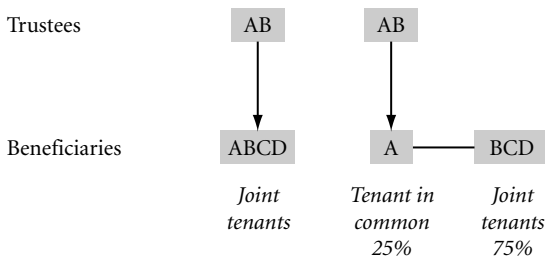 Trustees AB AB
Beneficiaries ABCD A BCD
Joint Tenant in Joint
tenants common tenants
25% 75%